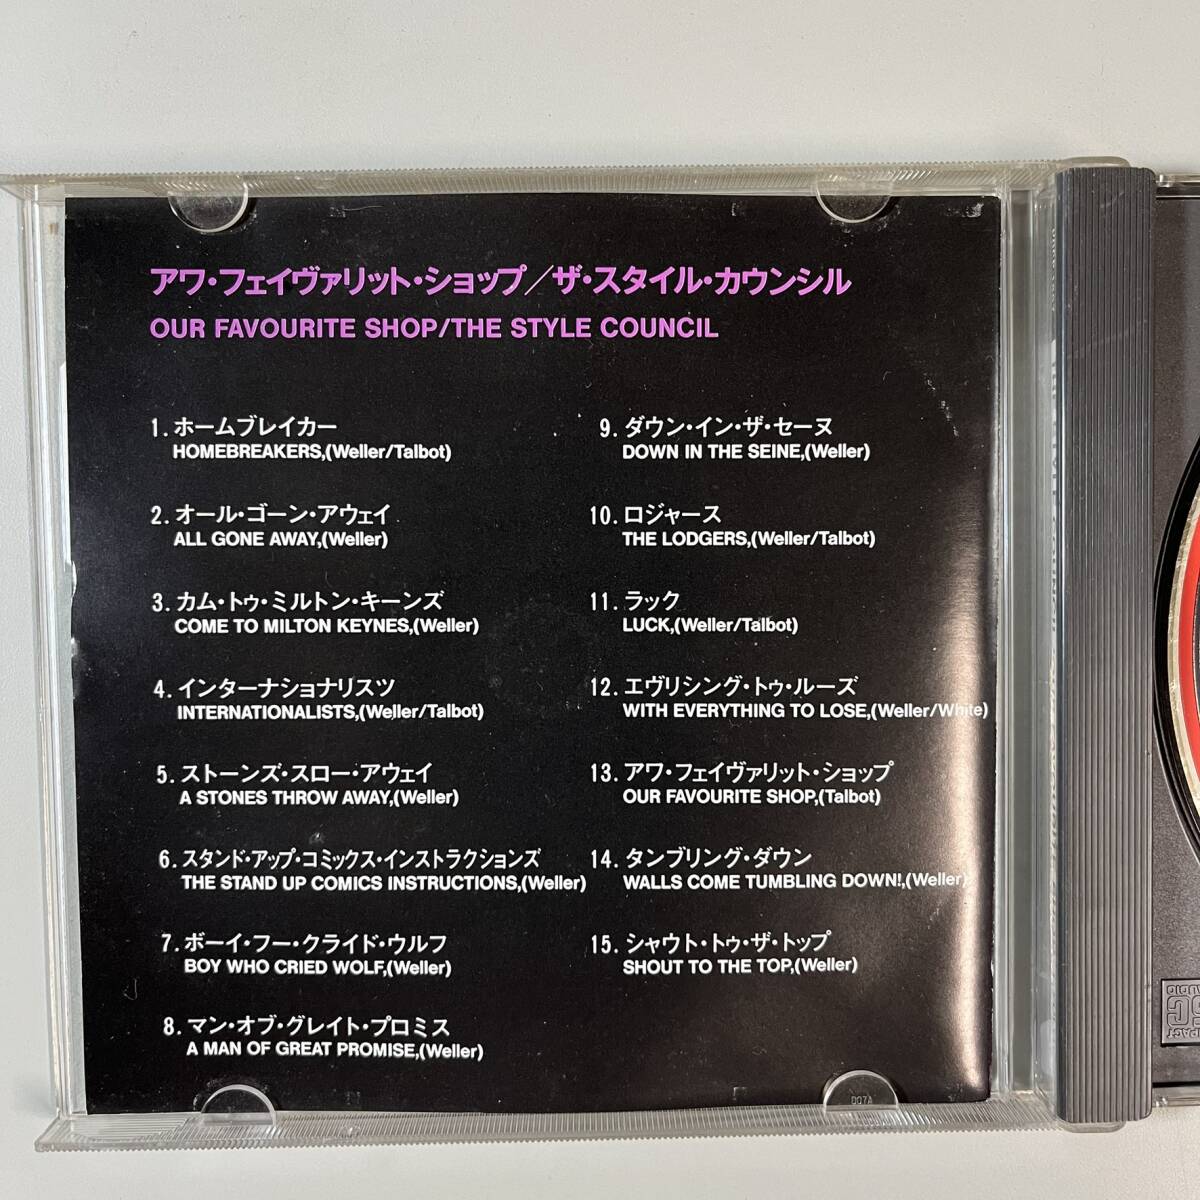 アワ・フェイヴァリット・ショップ／ザ・スタイル・カウンシル
OUR FAVOURITE SHOP/THE STYLE COUNCIL
1. ホームブレイカー
HOMEBREAKERS,(Weller/Talbot)
2. オール・ゴーン・アウェイ
ALL GONE AWAY,(Weller)
3. カム・トゥ・ミルトン・キーンズ
COME TO MILTON KEYNES,(Weller)
4. インターナショナリスツ
INTERNATIONALISTS,(Weller/Talbot)
5. ストーンズ・スロー・アウェイ
A STONES THROW AWAY,(Weller)
6. スタンド・アップ・コミックス・インストラクションズ
THE STAND UP COMICS INSTRUCTIONS,(Weller)
7. ボーイ・フー・クライド・ウルフ
BOY WHO CRIED WOLF,(Weller)
8. マン・オブ・グレイト・プロミス
A MAN OF GREAT PROMISE,(Weller)
9. ダウン・イン・ザ・セーヌ
DOWN IN THE SEINE,(Weller)
10. ロジャース
THE LODGERS,(Weller/Talbot)
11. ラック
LUCK,(Weller/Talbot)
12. エヴリシング・トゥ・ルーズ
WITH EVERYTHING TO LOSE,(Weller/White)
13. アワ・フェイヴァリット・ショップ
OUR FAVOURITE SHOP,(Talbot)
14. タンブリング・ダウン
WALLS COME TUMBLING DOWN!,(Weller)
15. シャウト・トゥ・ザ・トップ
SHOUT TO THE TOP,(Weller)